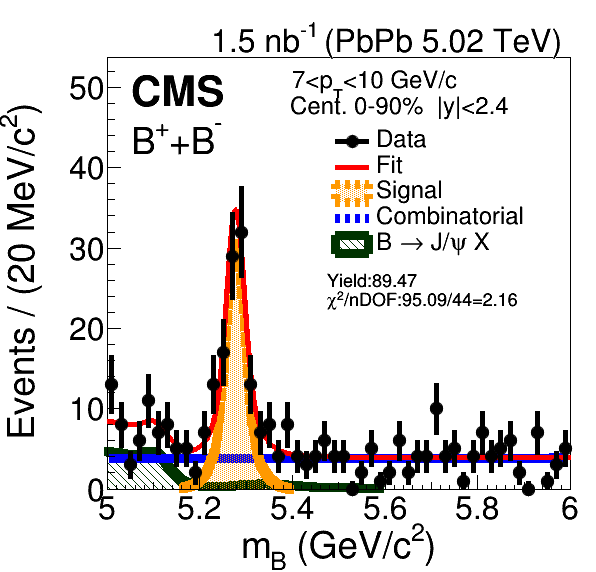 1.5 nb⁻¹ (PbPb 5.02 TeV)
CMS
B⁺+B⁻
7<p_T<10 GeV/c
Cent. 0-90% |y|<2.4
Data
Fit
Signal
Combinatorial
B → J/ψ X
Yield:89.47
χ²/nDOF:95.09/44=2.16
Events / (20 MeV/c²)
50
40
30
20
10
0
5 5.2 5.4 5.6 5.8 6
m_B (GeV/c²)